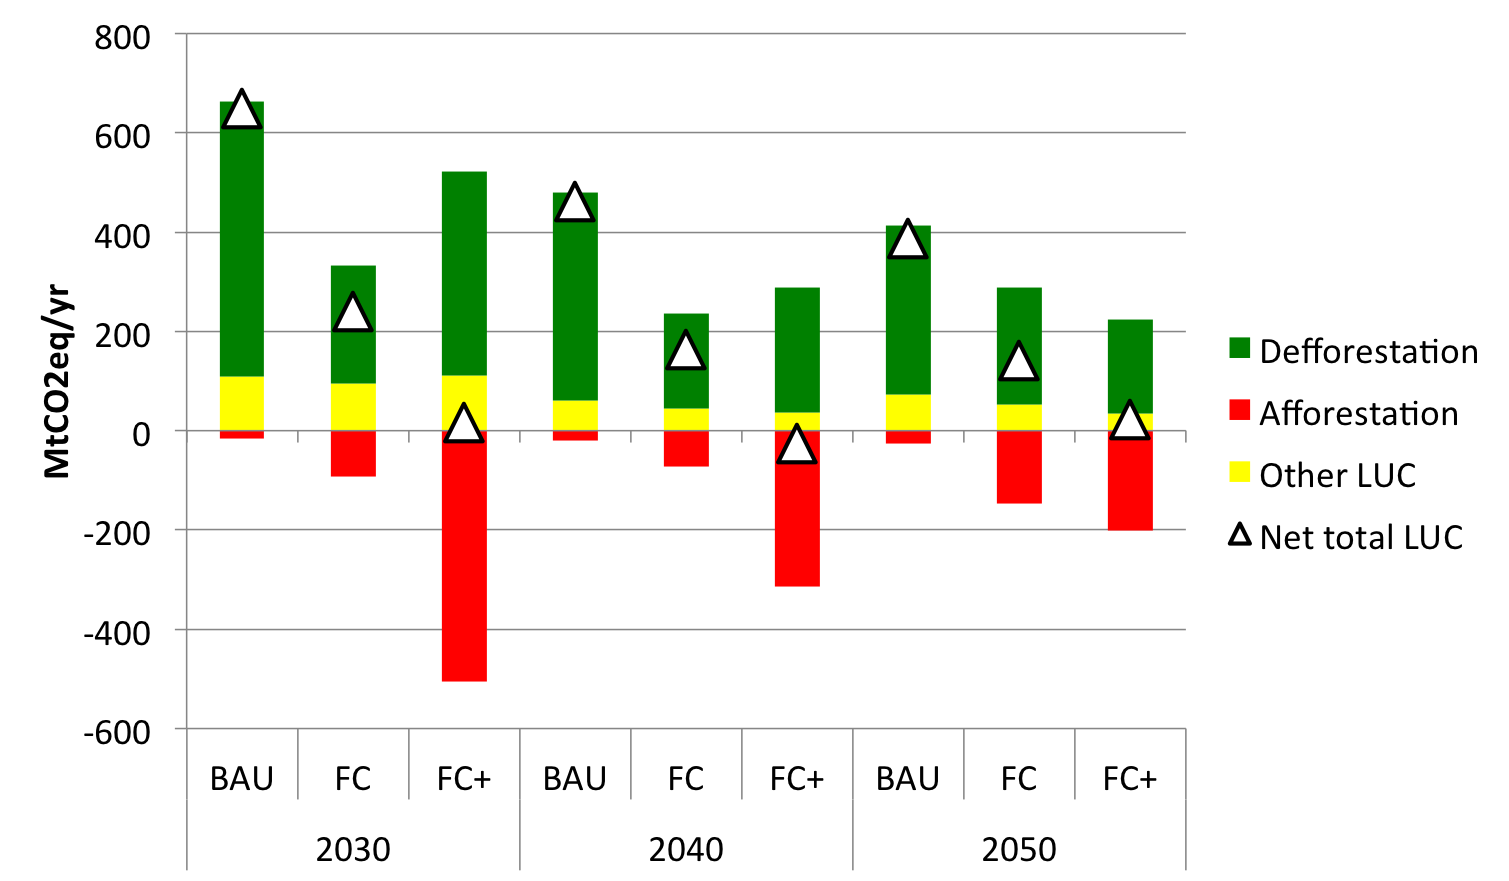 800
600
400
200
0
-200
-400
-600
MtCO2eq/yr
BAU FC FC+ BAU FC FC+ BAU FC FC+
2030 2040 2050
Defforestation
Afforestation
Other LUC
Net total LUC